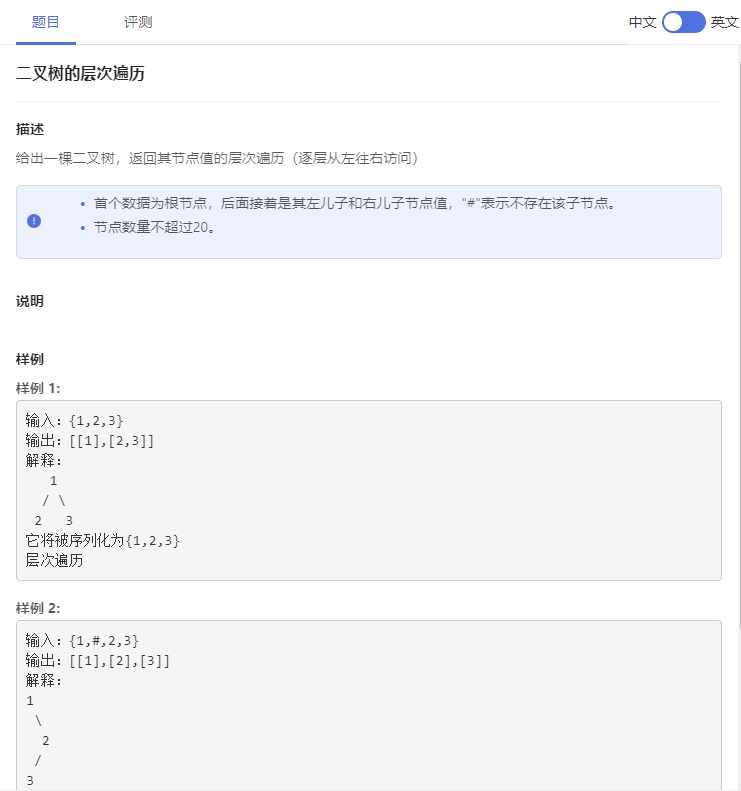 题目 评测 中文 英文
二叉树的层次遍历
描述
给出一棵二叉树，返回其节点值的层次遍历（逐层从左往右访问）
• 首个数据为根节点，后面接着是其左儿子和右儿子节点值，"#"表示不存在该子节点。
• 节点数量不超过20。
说明
样例
样例 1:
输入：{1,2,3}
输出：[[1],[2,3]]
解释：
1
/ \
2 3
它将被序列化为{1,2,3}
层次遍历
样例 2:
输入：{1,#,2,3}
输出：[[1],[2],[3]]
解释：
1
\
2
/
3